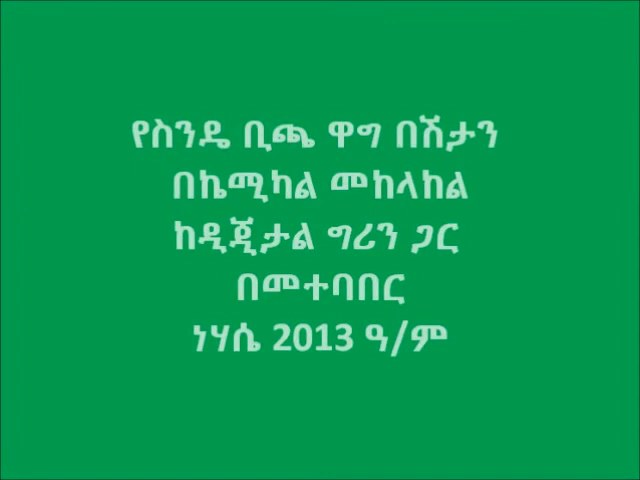 የስንዴ ቢጫ ዋግ በሽታን
በኬሚካል መከላከል
ከዲጂታል ግሪን ጋር
በመተባበር
ነሃሴ 2013 ዓ/ም